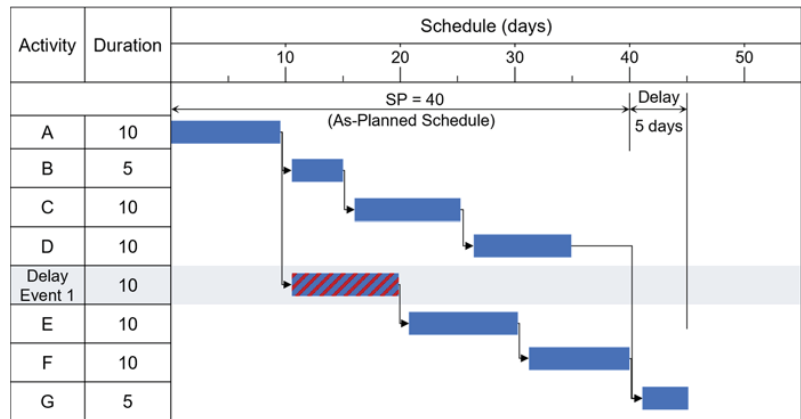 Activity Duration Schedule (days)
10 20 30 40 50
SP = 40 Delay
(As-Planned Schedule) 5 days
A 10
B 5
C 10
D 10
Delay
Event 1 10
E 10
F 10
G 5